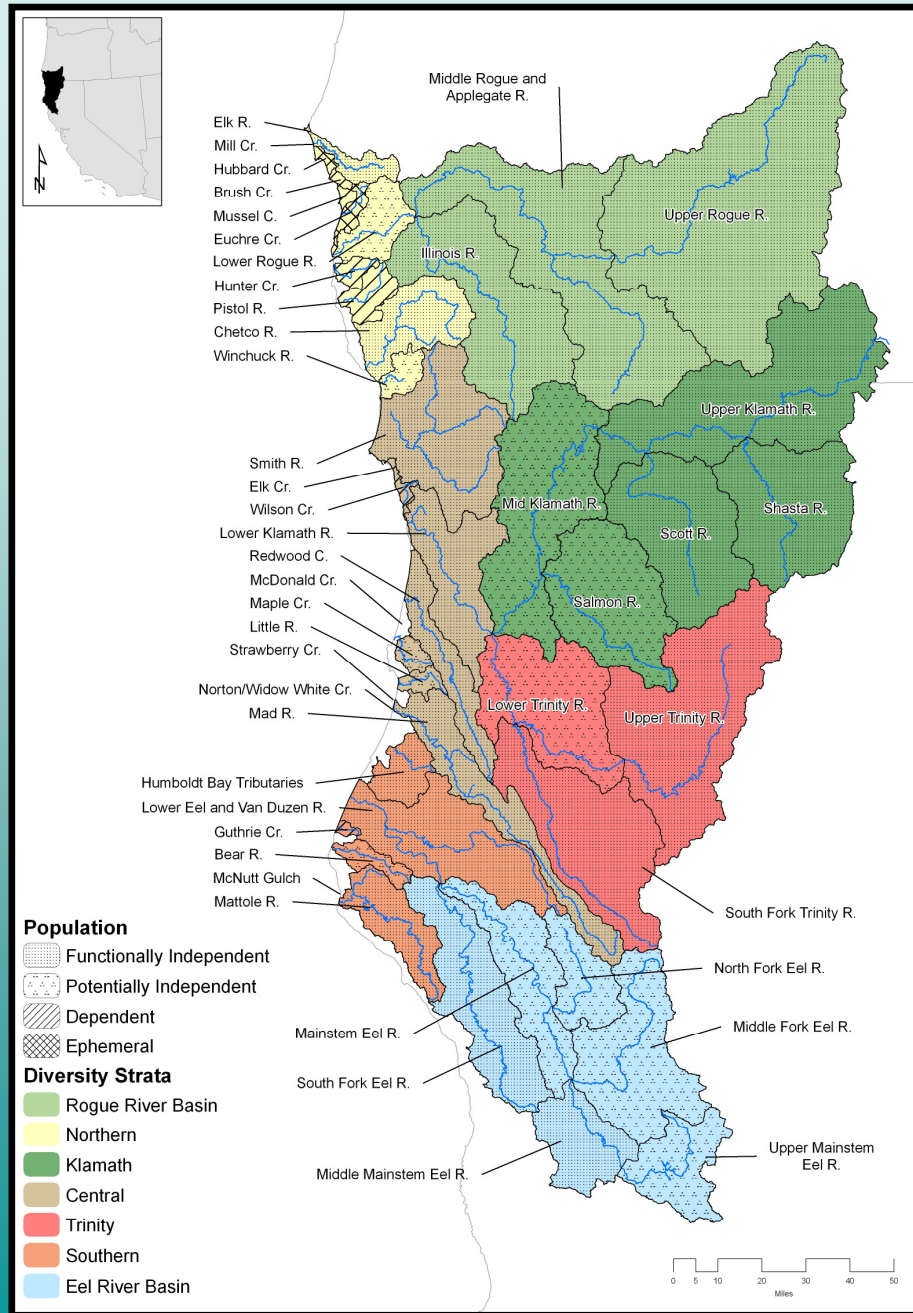 N
Middle Rogue and
Applegate R.
Elk R.
Mill Cr.
Hubbard Cr.
Brush Cr.
Mussel C.
Euchre Cr.
Lower Rogue R.
Hunter Cr.
Pistol R.
Chetco R.
Winchuck R.
Upper Rogue R.
Illinois R.
Upper Klamath R.
Smith R.
Elk Cr.
Wilson Cr.
Lower Klamath R.
Redwood C.
McDonald Cr.
Maple Cr.
Little R.
Strawberry Cr.
Norton/Widow White Cr.
Mad R.
Mid Klamath R.
Shasta R.
Scott R.
Salmon R.
Lower Trinity R.
Upper Trinity R.
Humboldt Bay Tributaries
Lower Eel and Van Duzen R.
Guthrie Cr.
Bear R.
McNutt Gulch
Mattole R.
South Fork Trinity R.
North Fork Eel R.
Middle Fork Eel R.
Mainstem Eel R.
South Fork Eel R.
Middle Mainstem Eel R.
Upper Mainstem
Eel R.
Population
Functionally Independent
Potentially Independent
Dependent
Ephemeral
Diversity Strata
Rogue River Basin
Northern
Klamath
Central
Trinity
Southern
Eel River Basin
0 5 10 20 30 40 50
Miles